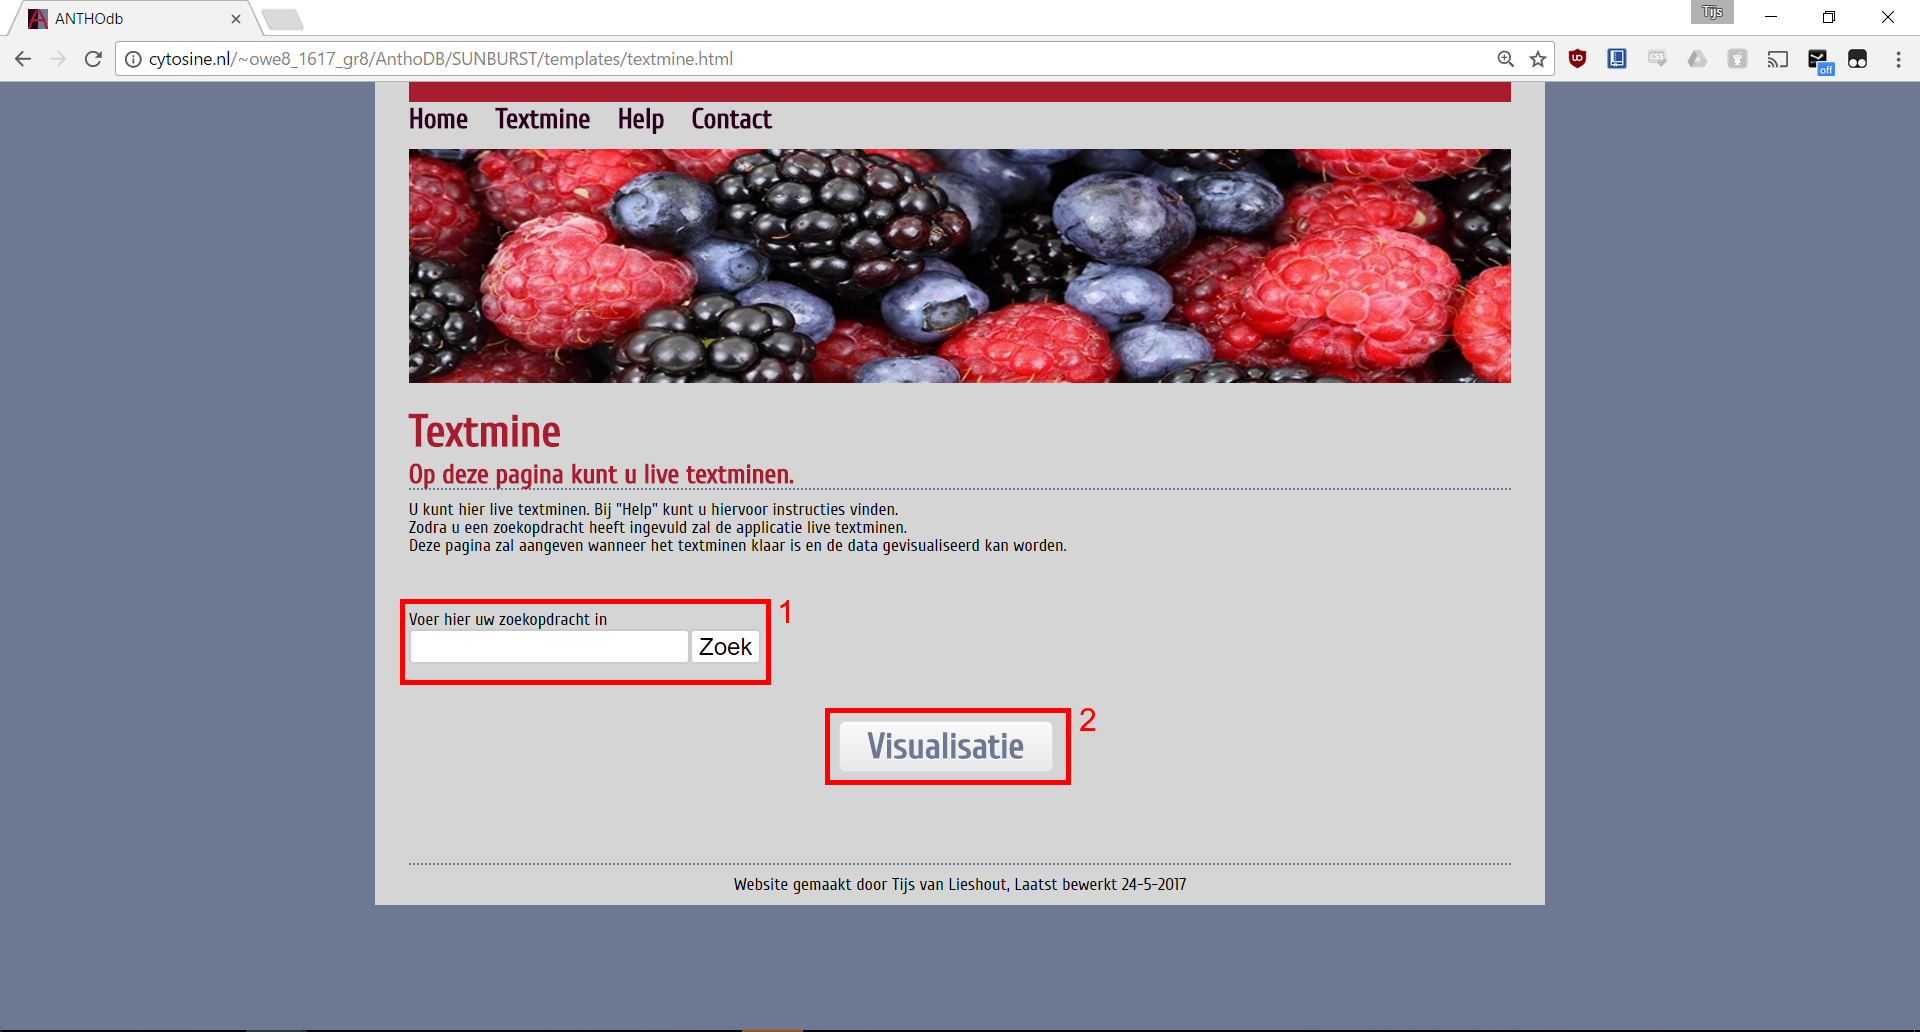 ANTHOdb
Tijs
cytosine.nl/~owe8_1617_gr8/AnthoDB/SUNBURST/templates/textmine.html
CSS
off
Home Textmine Help Contact
Textmine
Op deze pagina kunt u live textminen.
U kunt hier live textminen. Bij "Help" kunt u hiervoor instructies vinden.
Zodra u een zoekopdracht heeft ingevuld zal de applicatie live textminen.
Deze pagina zal aangeven wanneer het textminen klaar is en de data gevisualiseerd kan worden.
1
Voer hier uw zoekopdracht in
Zoek
2
Visualisatie
Website gemaakt door Tijs van Lieshout, Laatst bewerkt 24-5-2017